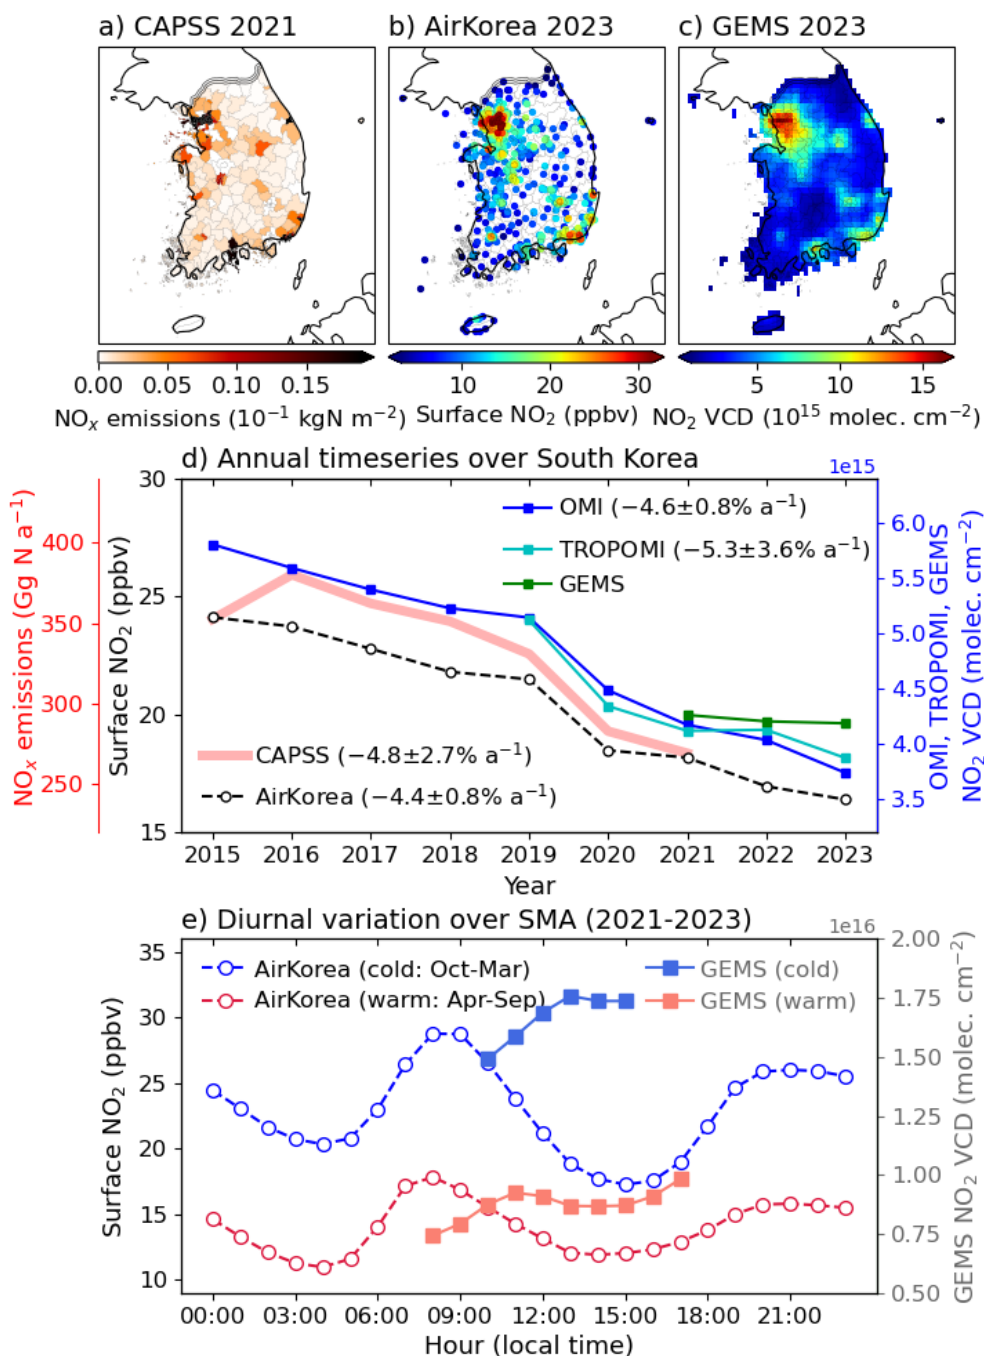 a) CAPSS 2021
b) AirKorea 2023
c) GEMS 2023
0.00 0.05 0.10 0.15
10 20 30
5 10 15
NOₓ emissions (10⁻¹ kgN m⁻²)
Surface NO₂ (ppbv)
NO₂ VCD (10¹⁵ molec. cm⁻²)
d) Annual timeseries over South Korea
1e15
OMI (−4.6±0.8% a⁻¹)
TROPOMI (−5.3±3.6% a⁻¹)
GEMS
CAPSS (−4.8±2.7% a⁻¹)
AirKorea (−4.4±0.8% a⁻¹)
NOₓ emissions (Gg N a⁻¹)
400
350
300
250
Surface NO₂ (ppbv)
30
25
20
15
6.0
5.5
5.0
4.5
4.0
3.5
OMI, TROPOMI, GEMS
NO₂ VCD (molec. cm⁻²)
2015 2016 2017 2018 2019 2020 2021 2022 2023
Year
e) Diurnal variation over SMA (2021-2023)
1e16
AirKorea (cold: Oct-Mar)
AirKorea (warm: Apr-Sep)
GEMS (cold)
GEMS (warm)
Surface NO₂ (ppbv)
35
30
25
20
15
10
2.00
1.75
1.50
1.25
1.00
0.75
0.50
GEMS NO₂ VCD (molec. cm⁻²)
00:00 03:00 06:00 09:00 12:00 15:00 18:00 21:00
Hour (local time)